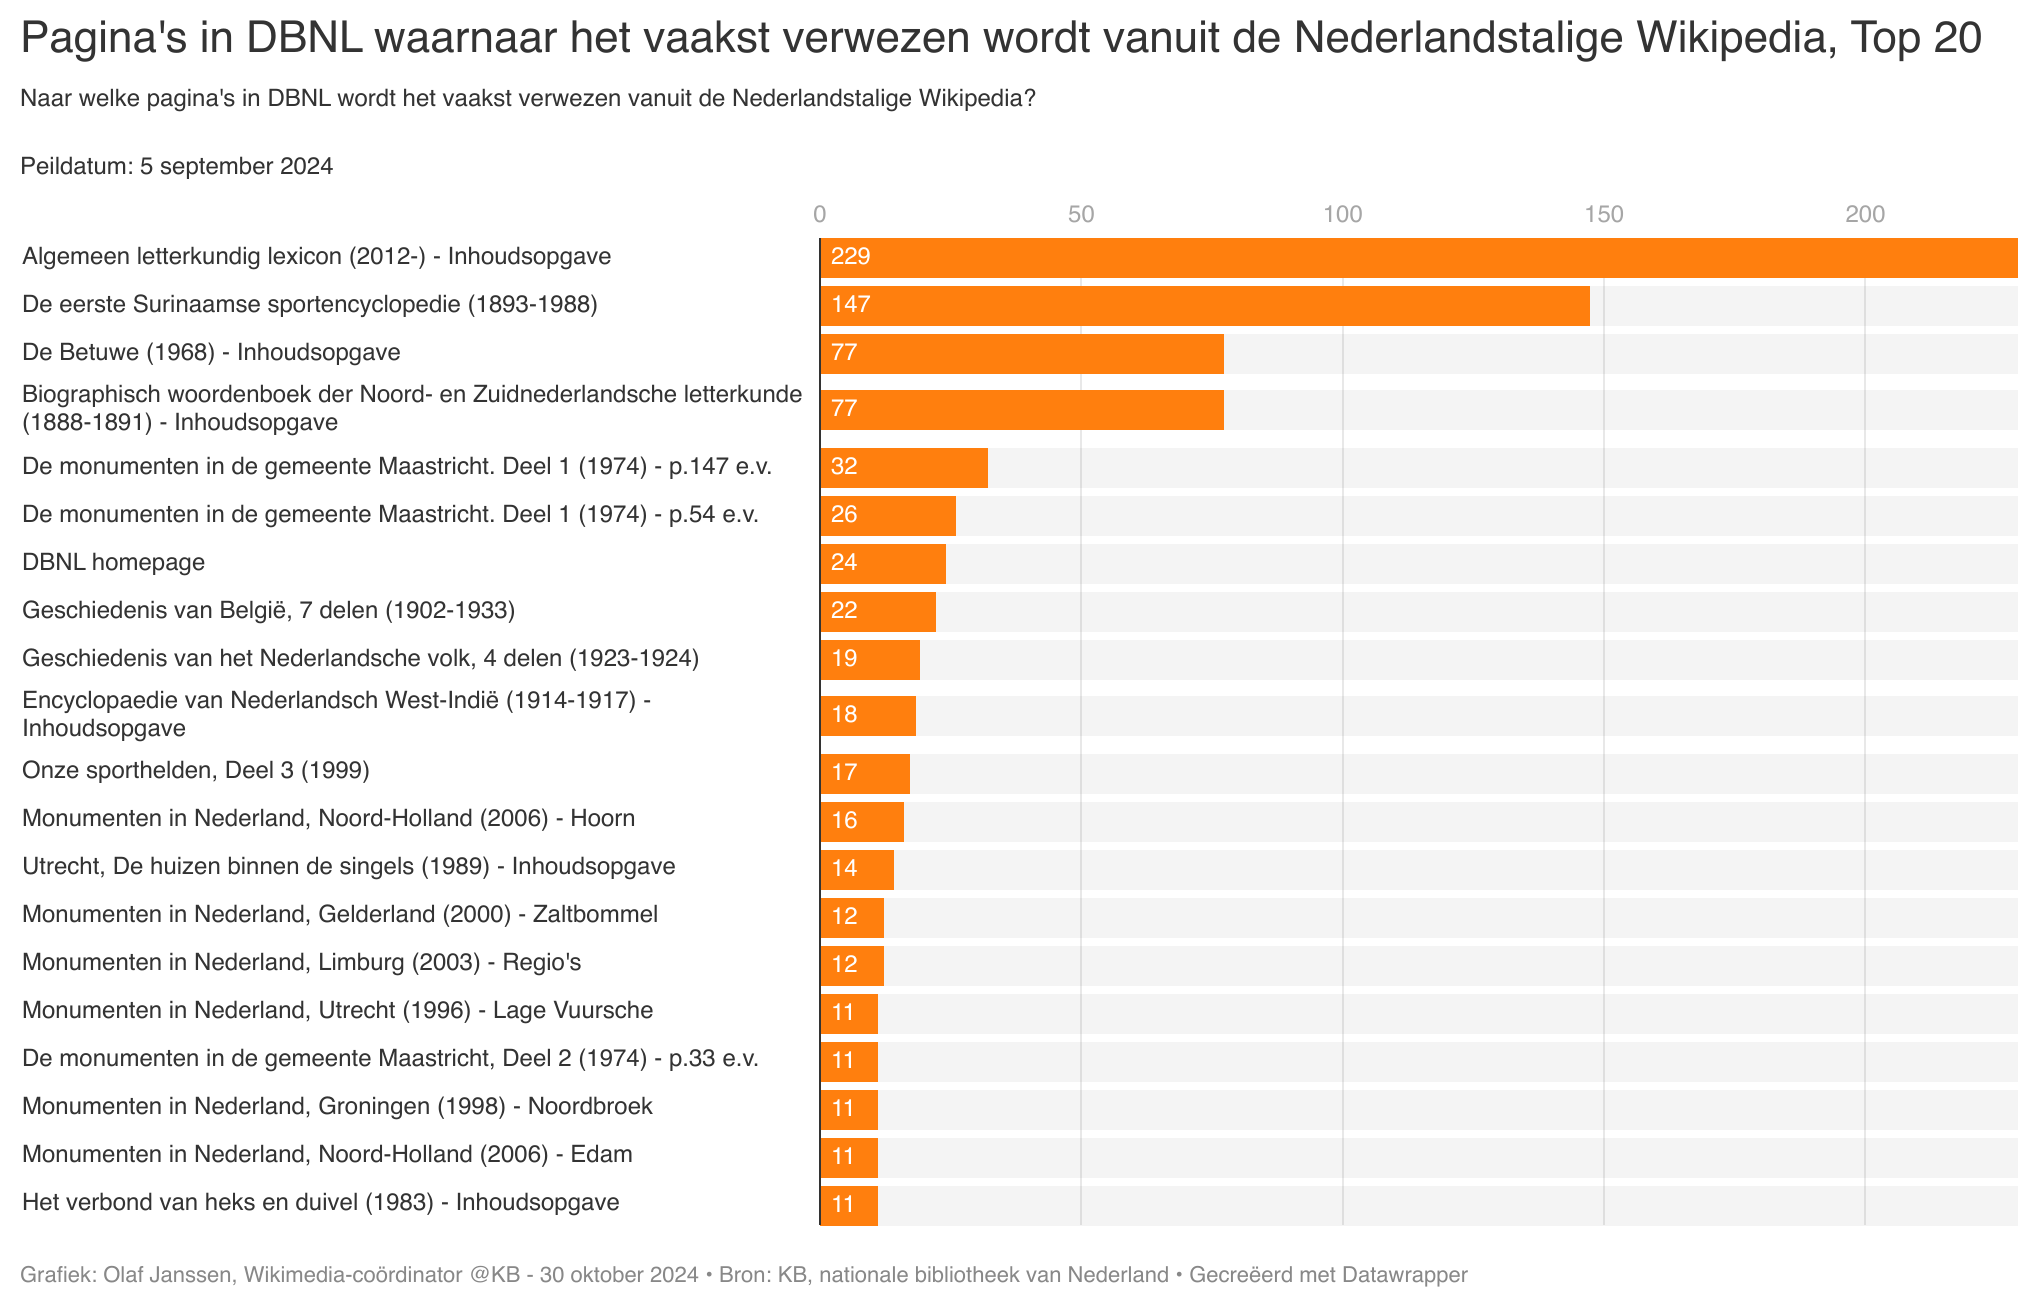 Pagina's in DBNL waarnaar het vaakst verwezen wordt vanuit de Nederlandstalige Wikipedia, Top 20
Naar welke pagina's in DBNL wordt het vaakst verwezen vanuit de Nederlandstalige Wikipedia?
Peildatum: 5 september 2024
0 50 100 150 200
Algemeen letterkundig lexicon (2012-) - Inhoudsopgave 229
De eerste Surinaamse sportencyclopedie (1893-1988) 147
De Betuwe (1968) - Inhoudsopgave 77
Biographisch woordenboek der Noord- en Zuidnederlandsche letterkunde
(1888-1891) - Inhoudsopgave 77
De monumenten in de gemeente Maastricht. Deel 1 (1974) - p.147 e.v. 32
De monumenten in de gemeente Maastricht. Deel 1 (1974) - p.54 e.v. 26
DBNL homepage 24
Geschiedenis van België, 7 delen (1902-1933) 22
Geschiedenis van het Nederlandsche volk, 4 delen (1923-1924) 19
Encyclopaedie van Nederlandsch West-Indië (1914-1917) -
Inhoudsopgave 18
Onze sporthelden, Deel 3 (1999) 17
Monumenten in Nederland, Noord-Holland (2006) - Hoorn 16
Utrecht, De huizen binnen de singels (1989) - Inhoudsopgave 14
Monumenten in Nederland, Gelderland (2000) - Zaltbommel 12
Monumenten in Nederland, Limburg (2003) - Regio's 12
Monumenten in Nederland, Utrecht (1996) - Lage Vuursche 11
De monumenten in de gemeente Maastricht, Deel 2 (1974) - p.33 e.v. 11
Monumenten in Nederland, Groningen (1998) - Noordbroek 11
Monumenten in Nederland, Noord-Holland (2006) - Edam 11
Het verbond van heks en duivel (1983) - Inhoudsopgave 11
Grafiek: Olaf Janssen, Wikimedia-coördinator @KB - 30 oktober 2024 • Bron: KB, nationale bibliotheek van Nederland • Gecreëerd met Datawrapper